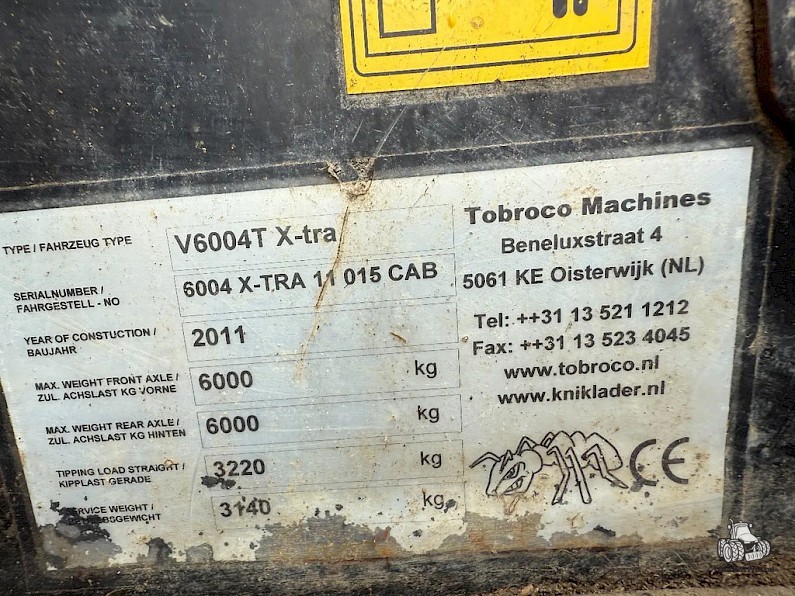 TYPE / FAHRZEUG TYPE
V6004T X-tra
SERIALNUMBER /
FAHRGESTELL - NO
6004 X-TRA 11 015 CAB
YEAR OF CONSTUCTION /
BAUJAHR
2011
MAX. WEIGHT FRONT AXLE /
ZUL. ACHSLAST KG VORNE
6000 kg
MAX. WEIGHT REAR AXLE /
ZUL. ACHSLAST KG HINTEN
6000 kg
TIPPING LOAD STRAIGHT /
KIPPLAST GERADE
3220 kg
SERVICE WEIGHT /
3140 kg
Tobroco Machines
Beneluxstraat 4
5061 KE Oisterwijk (NL)
Tel: ++31 13 521 1212
Fax: ++31 13 523 4045
www.tobroco.nl
www.kniklader.nl
CE